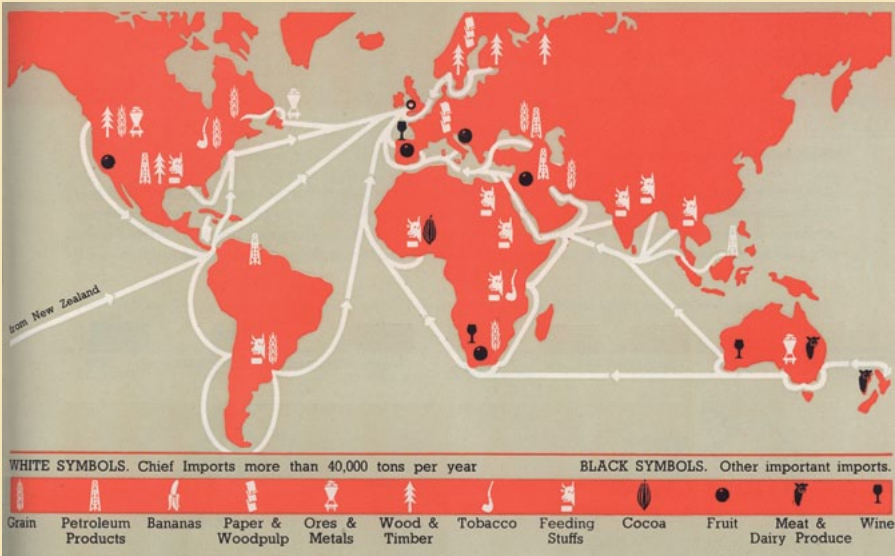 from New Zealand
WHITE SYMBOLS. Chief Imports more than 40,000 tons per year
BLACK SYMBOLS. Other important imports.
Grain
Petroleum
Products
Bananas
Paper &
Woodpulp
Ores &
Metals
Wood &
Timber
Tobacco
Feeding
Stuffs
Cocoa
Fruit
Meat &
Dairy Produce
Wine